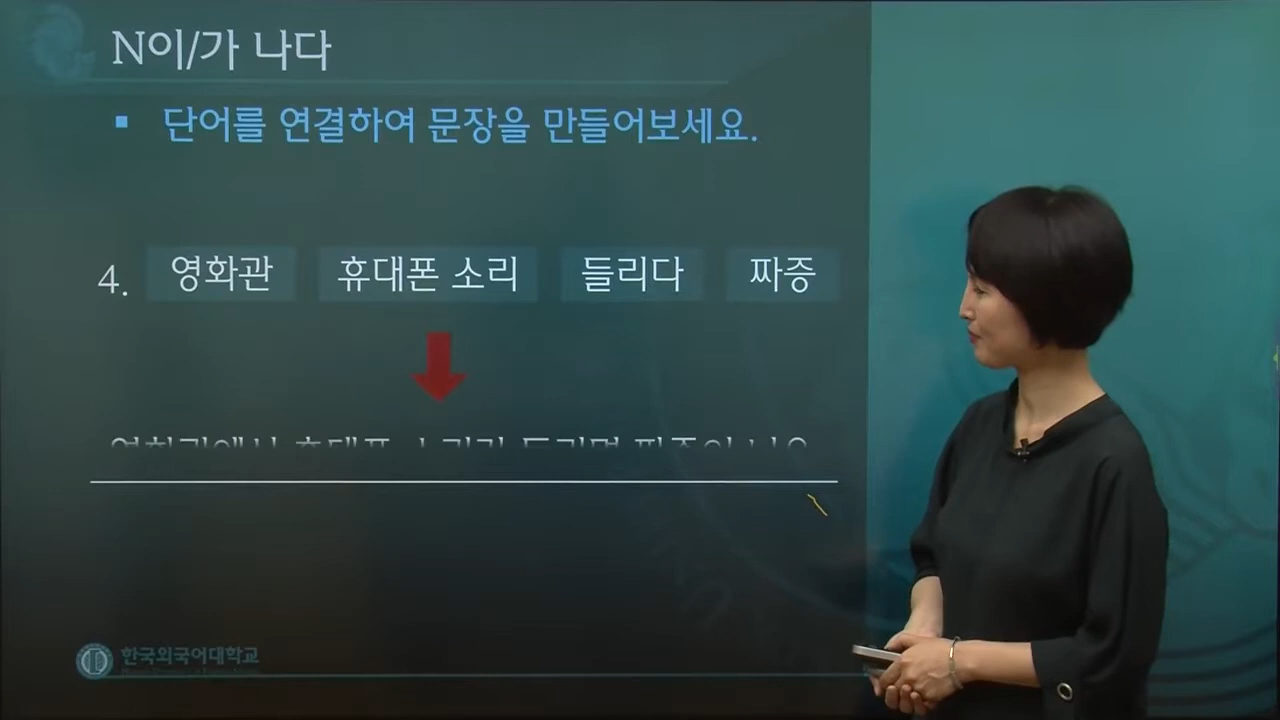 N이/가 나다
▪ 단어를 연결하여 문장을 만들어보세요.
4. 영화관 휴대폰 소리 들리다 짜증
한국외국어대학교